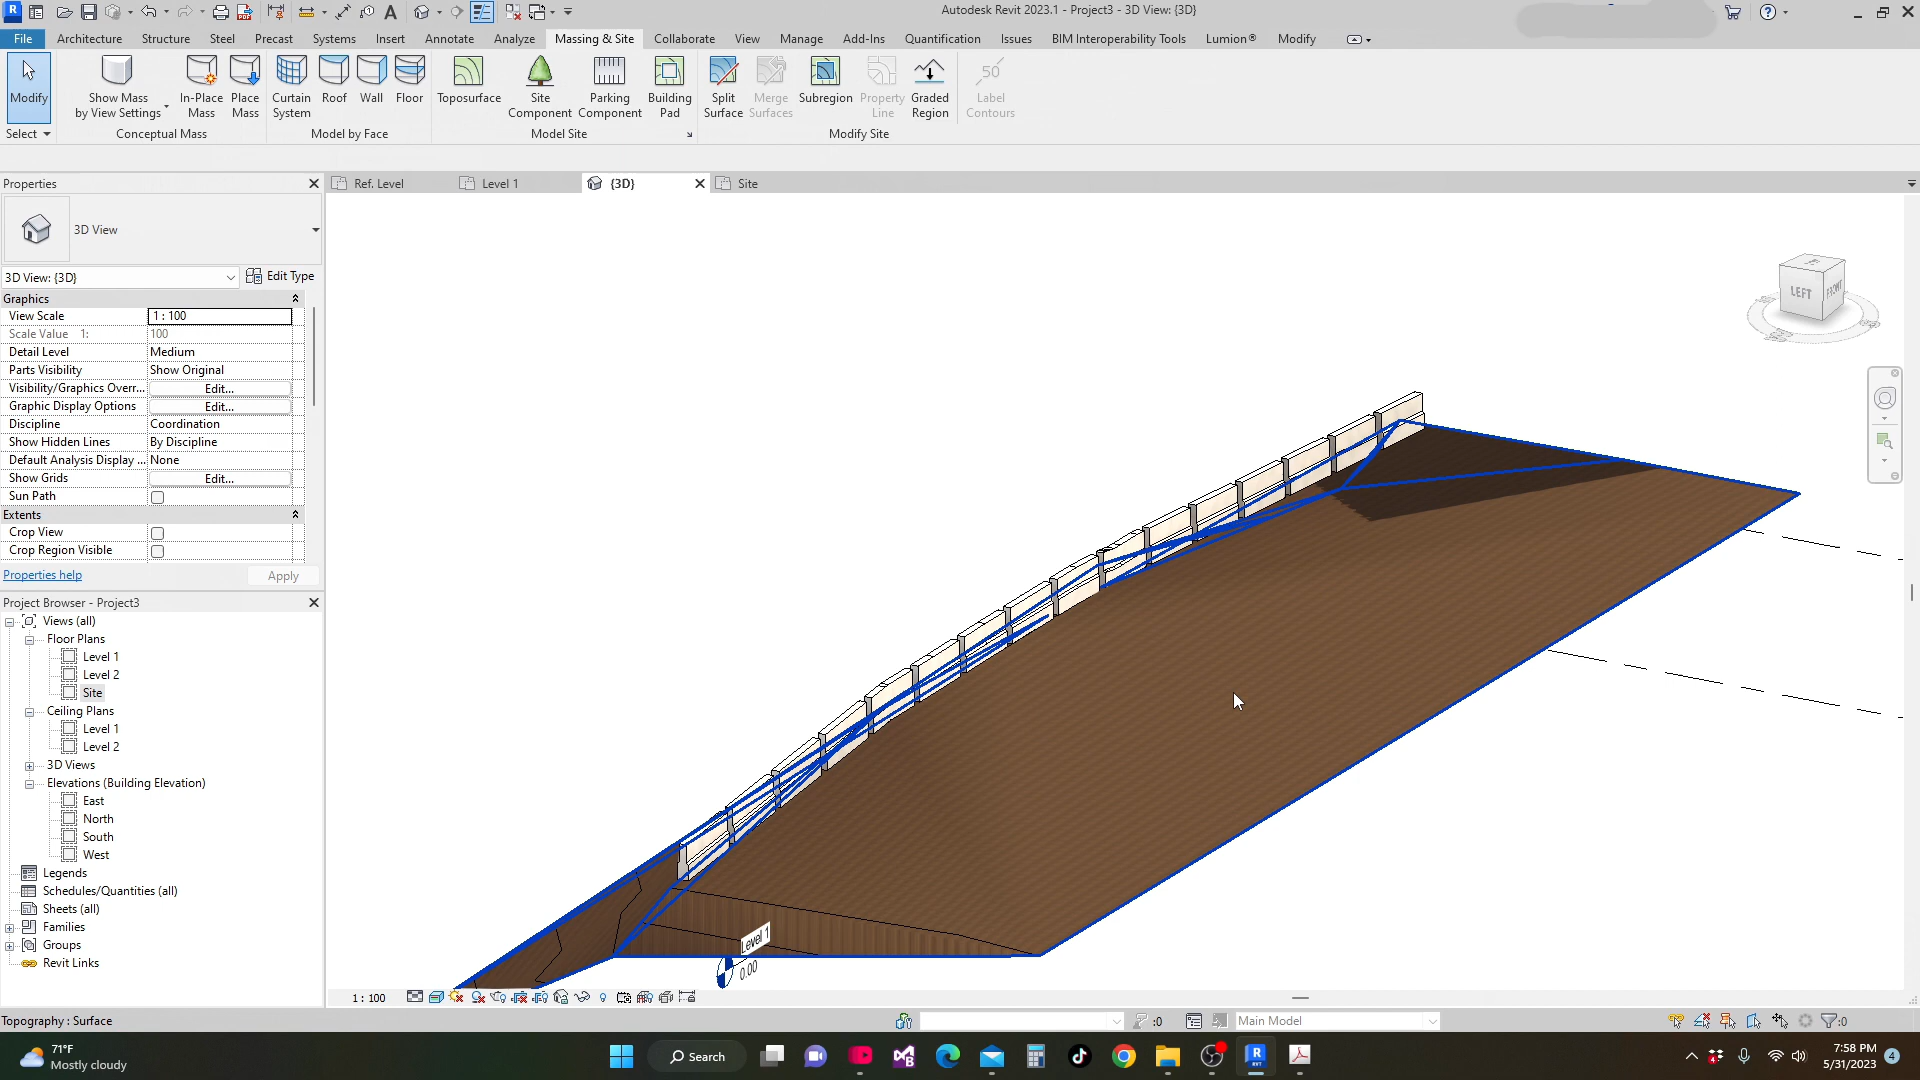 Autodesk Revit 2023.1 - Project3 - 3D View: {3D}
File Architecture Structure Steel Precast Systems Insert Annotate Analyze Massing & Site Collaborate View Manage Add-Ins Quantification Issues BIM Interoperability Tools Lumion® Modify
Modify
Show Mass by View Settings
In-Place Mass
Place Mass
Curtain System
Roof
Wall
Floor
Toposurface
Site Component
Parking Component
Building Pad
Split Surface
Merge Surfaces
Subregion
Property Line
Graded Region
50
Label Contours
Select
Conceptual Mass
Model by Face
Model Site
Modify Site
Properties
Ref. Level
Level 1
{3D}
Site
3D View
3D View: {3D}
Edit Type
Graphics
View Scale 1 : 100
Scale Value 1: 100
Detail Level Medium
Parts Visibility Show Original
Visibility/Graphics Overr... Edit...
Graphic Display Options Edit...
Discipline Coordination
Show Hidden Lines By Discipline
Default Analysis Display ... None
Show Grids Edit...
Sun Path
Extents
Crop View
Crop Region Visible
Properties help
Apply
Project Browser - Project3
Views (all)
Floor Plans
Level 1
Level 2
Site
Ceiling Plans
Level 1
Level 2
3D Views
Elevations (Building Elevation)
East
North
South
West
Legends
Schedules/Quantities (all)
Sheets (all)
Families
Groups
Revit Links
LEFT
FRONT
Level 1
0.00
1 : 100
Topography : Surface
:0
Main Model
:0
71°F
Mostly cloudy
Search
7:58 PM
5/31/2023
4